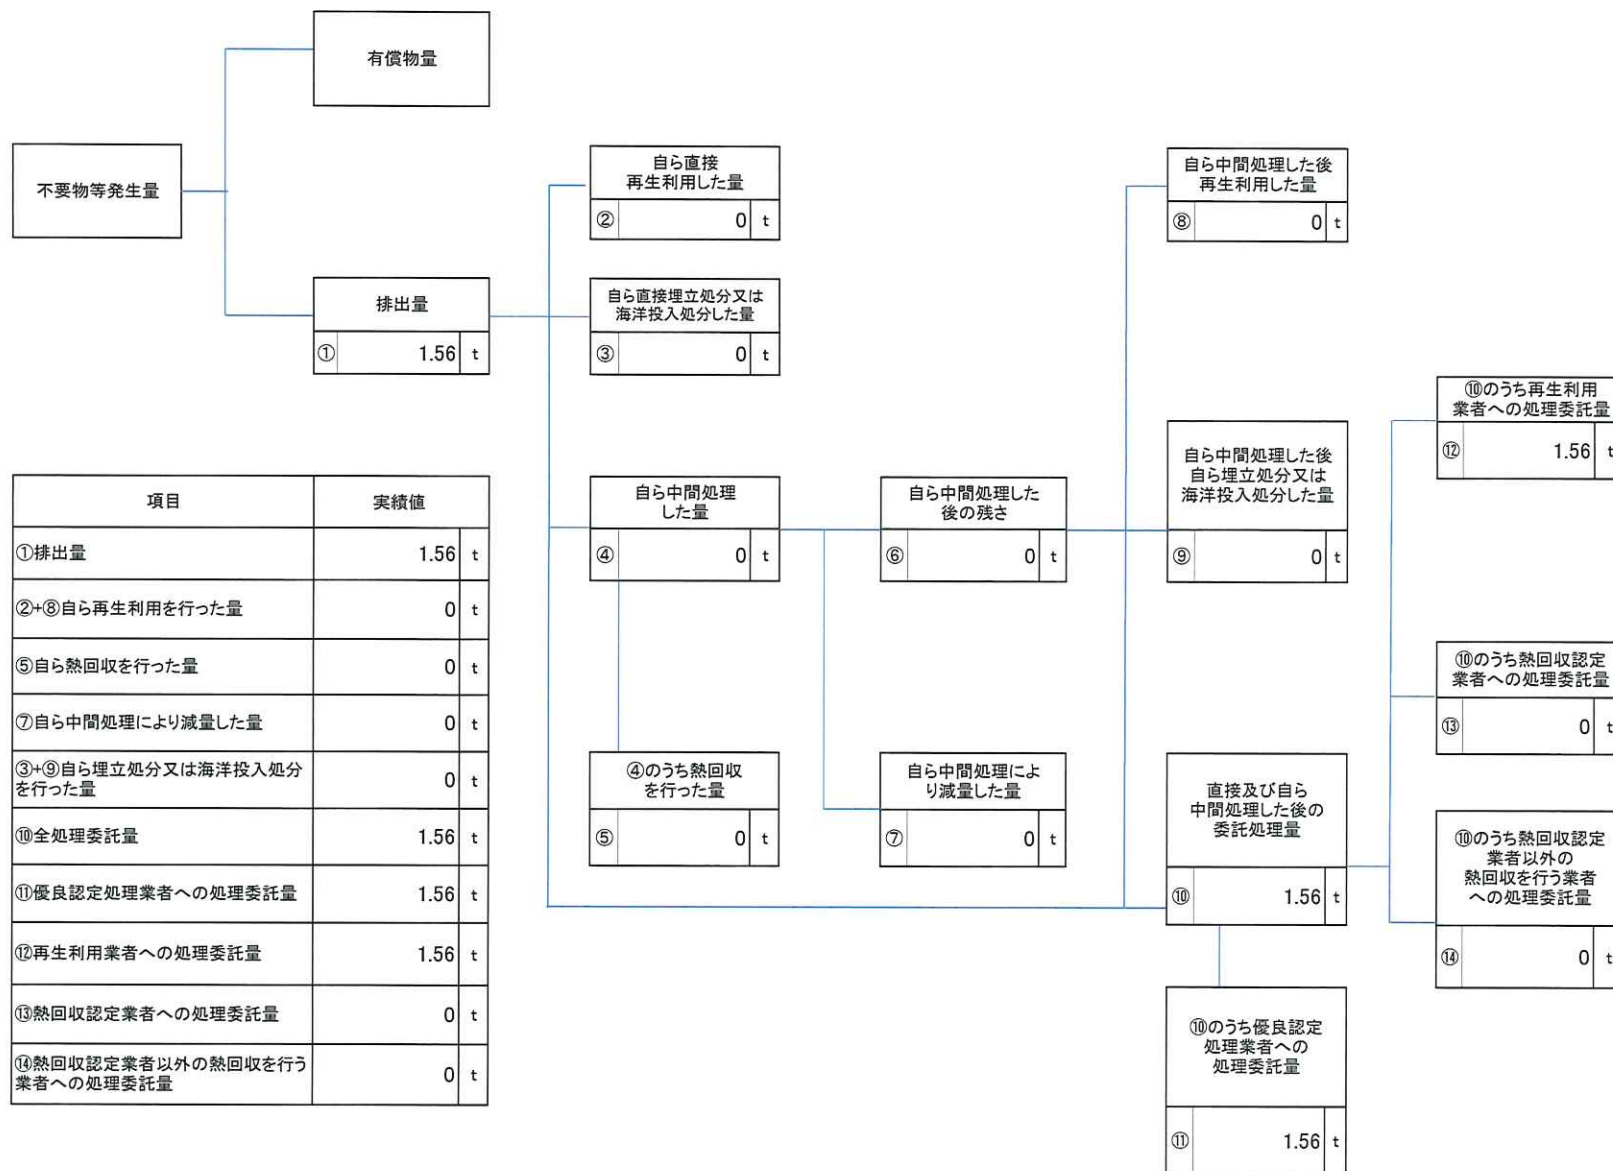 有償物量
不要物等発生量
自ら直接
再生利用した量
② 0 t
自ら中間処理した後
再生利用した量
⑧ 0 t
排出量
① 1.56 t
自ら直接埋立処分又は
海洋投入処分した量
③ 0 t
⑩のうち再生利用
業者への処理委託量
⑫ 1.56 t
自ら中間処理した後
自ら埋立処分又は
海洋投入処分した量
⑨ 0 t
自ら中間処理
した量
④ 0 t
自ら中間処理した
後の残さ
⑥ 0 t
項目 実績値
①排出量 1.56 t
②+⑧自ら再生利用を行った量 0 t
⑤自ら熱回収を行った量 0 t
⑦自ら中間処理により減量した量 0 t
③+⑨自ら埋立処分又は海洋投入処分
を行った量 0 t
⑩全処理委託量 1.56 t
⑪優良認定処理業者への処理委託量 1.56 t
⑫再生利用業者への処理委託量 1.56 t
⑬熱回収認定業者への処理委託量 0 t
⑭熱回収認定業者以外の熱回収を行う
業者への処理委託量 0 t
⑩のうち熱回収認定
業者への処理委託量
⑬ 0 t
④のうち熱回収
を行った量
⑤ 0 t
自ら中間処理によ
り減量した量
⑦ 0 t
直接及び自ら
中間処理した後の
委託処理量
⑩ 1.56 t
⑩のうち熱回収認定
業者以外の
熱回収を行う業者
への処理委託量
⑭ 0 t
⑩のうち優良認定
処理業者への
処理委託量
⑪ 1.56 t